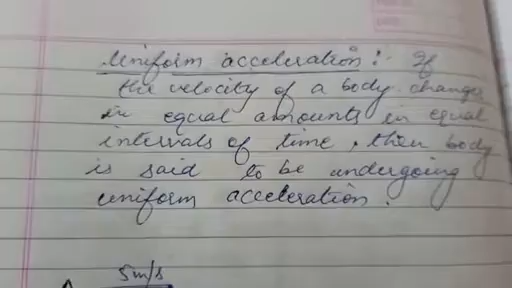 Uniform acceleration :- If
the velocity of a body changes
in equal amounts in equal
intervals of time, then body
is said to be undergoing
uniform acceleration.
5m/s